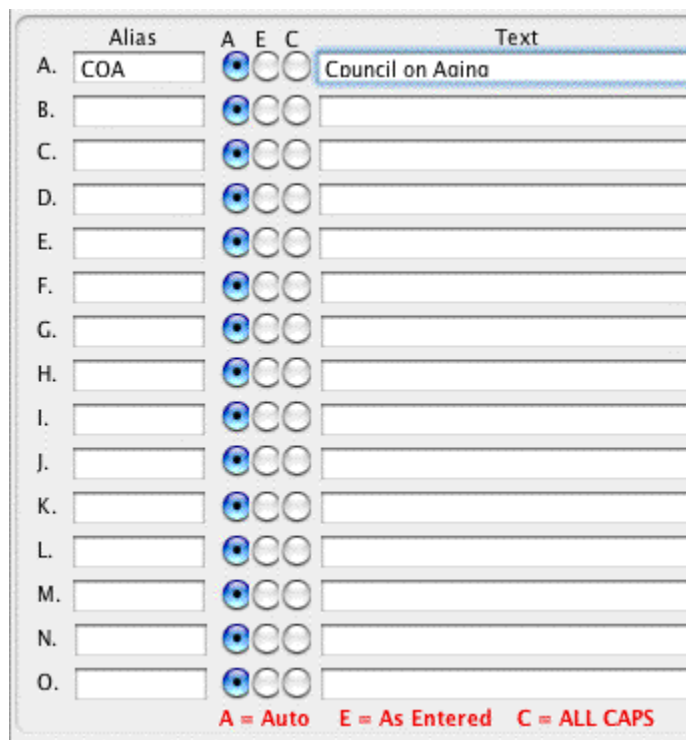 Alias A E C Text
A. COA Council on Aging
B.
C.
D.
E.
F.
G.
H.
I.
J.
K.
L.
M.
N.
O.
A = Auto E = As Entered C = ALL CAPS